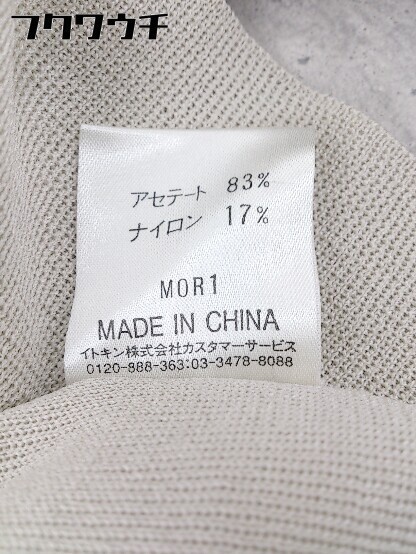 フクウウチ
アセテート 83%
ナイロン 17%
MOR1
MADE IN CHINA
イトキン株式会社カスタマーサービス
0120-888-363:03-3478-8088